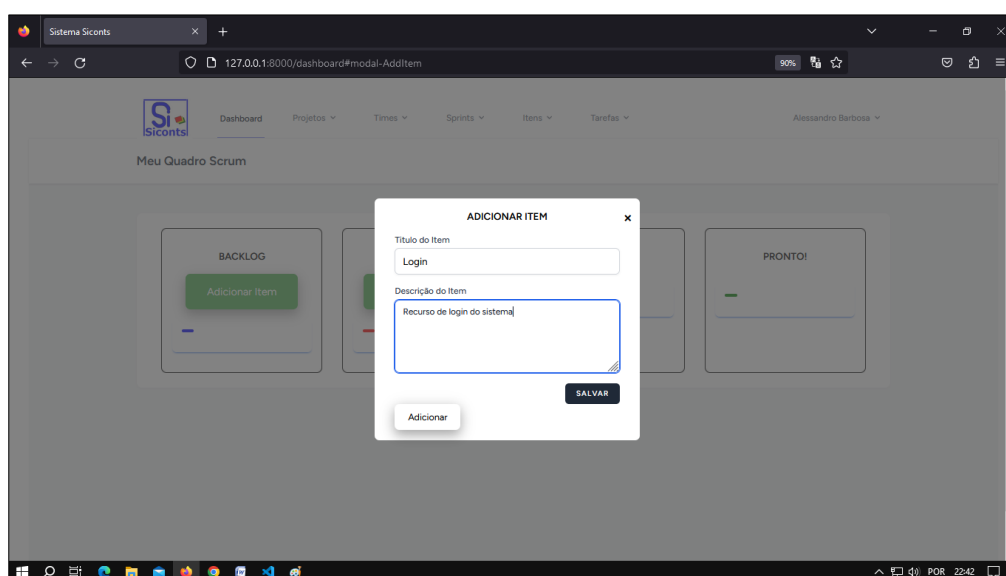 Sistema Siconts
127.0.0.1:8000/dashboard#modal-AddItem
90%
Si
Siconts
Dashboard
Projetos
Times
Sprints
Itens
Tarefas
Alessandro Barbosa
Meu Quadro Scrum
ADICIONAR ITEM
Titulo do Item
Login
BACKLOG
PRONTO!
Adicionar Item
Descrição do Item
Recurso de login do sistema
SALVAR
Adicionar
POR
22:42